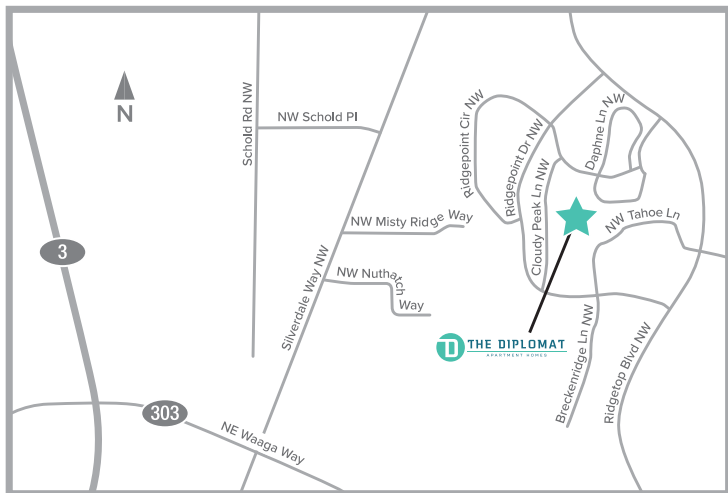 N
Schold Rd NW
NW Schold Pl
Ridgepoint Cir NW
Ridgepoint Dr NW
Cloudy Peak Ln NW
Daphne Ln NW
NW Tahoe Ln
NW Misty Ridge Way
3
NW Nuthatch
Way
Silverdale Way NW
D THE DIPLOMAT
APARTMENT HOMES
Breckenridge Ln NW
Ridgetop Blvd NW
303
NE Waaga Way